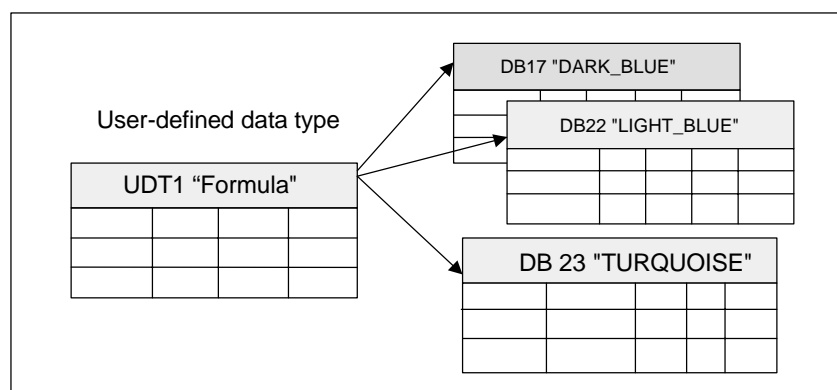 DB17 "DARK_BLUE"
User-defined data type
DB22 "LIGHT_BLUE"
UDT1 “Formula"
DB 23 "TURQUOISE"